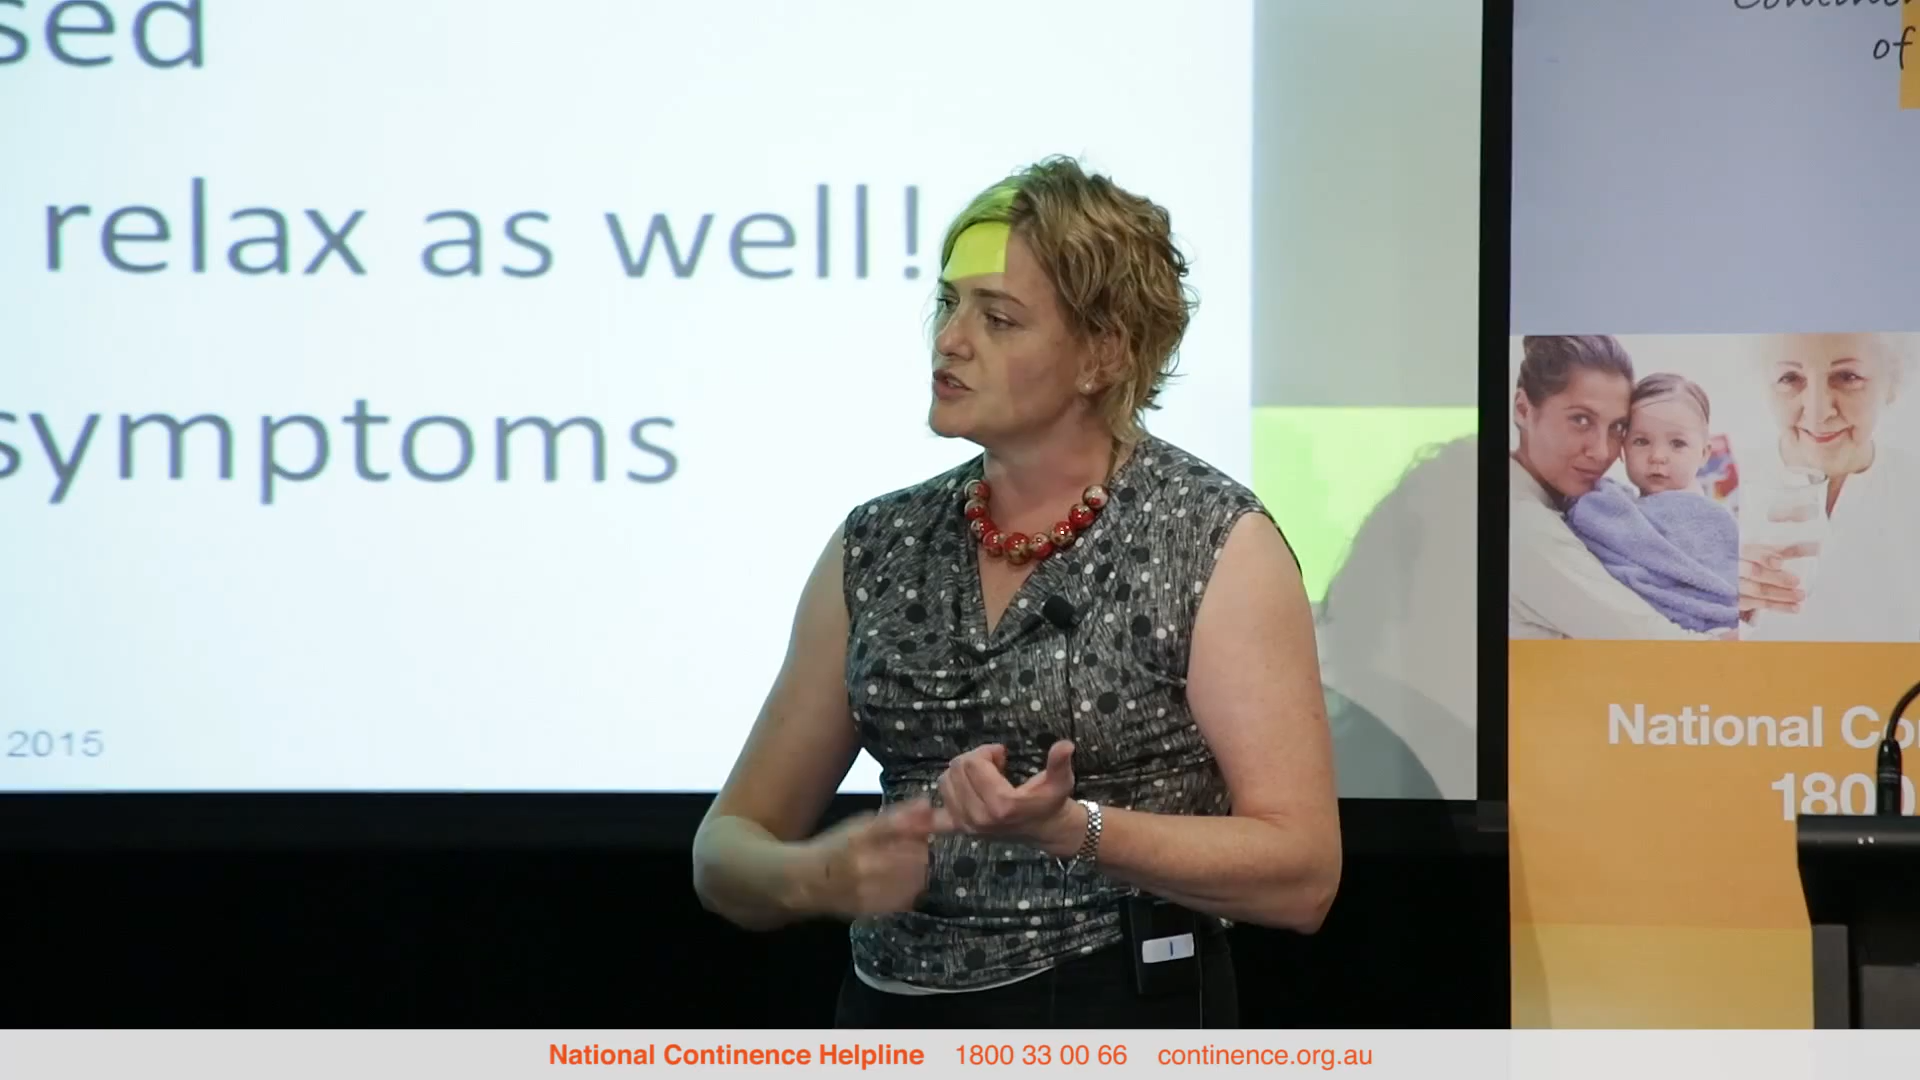 sed
relax as well!
symptoms
2015
of
National Co
1800
National Continence Helpline 1800 33 00 66 continence.org.au